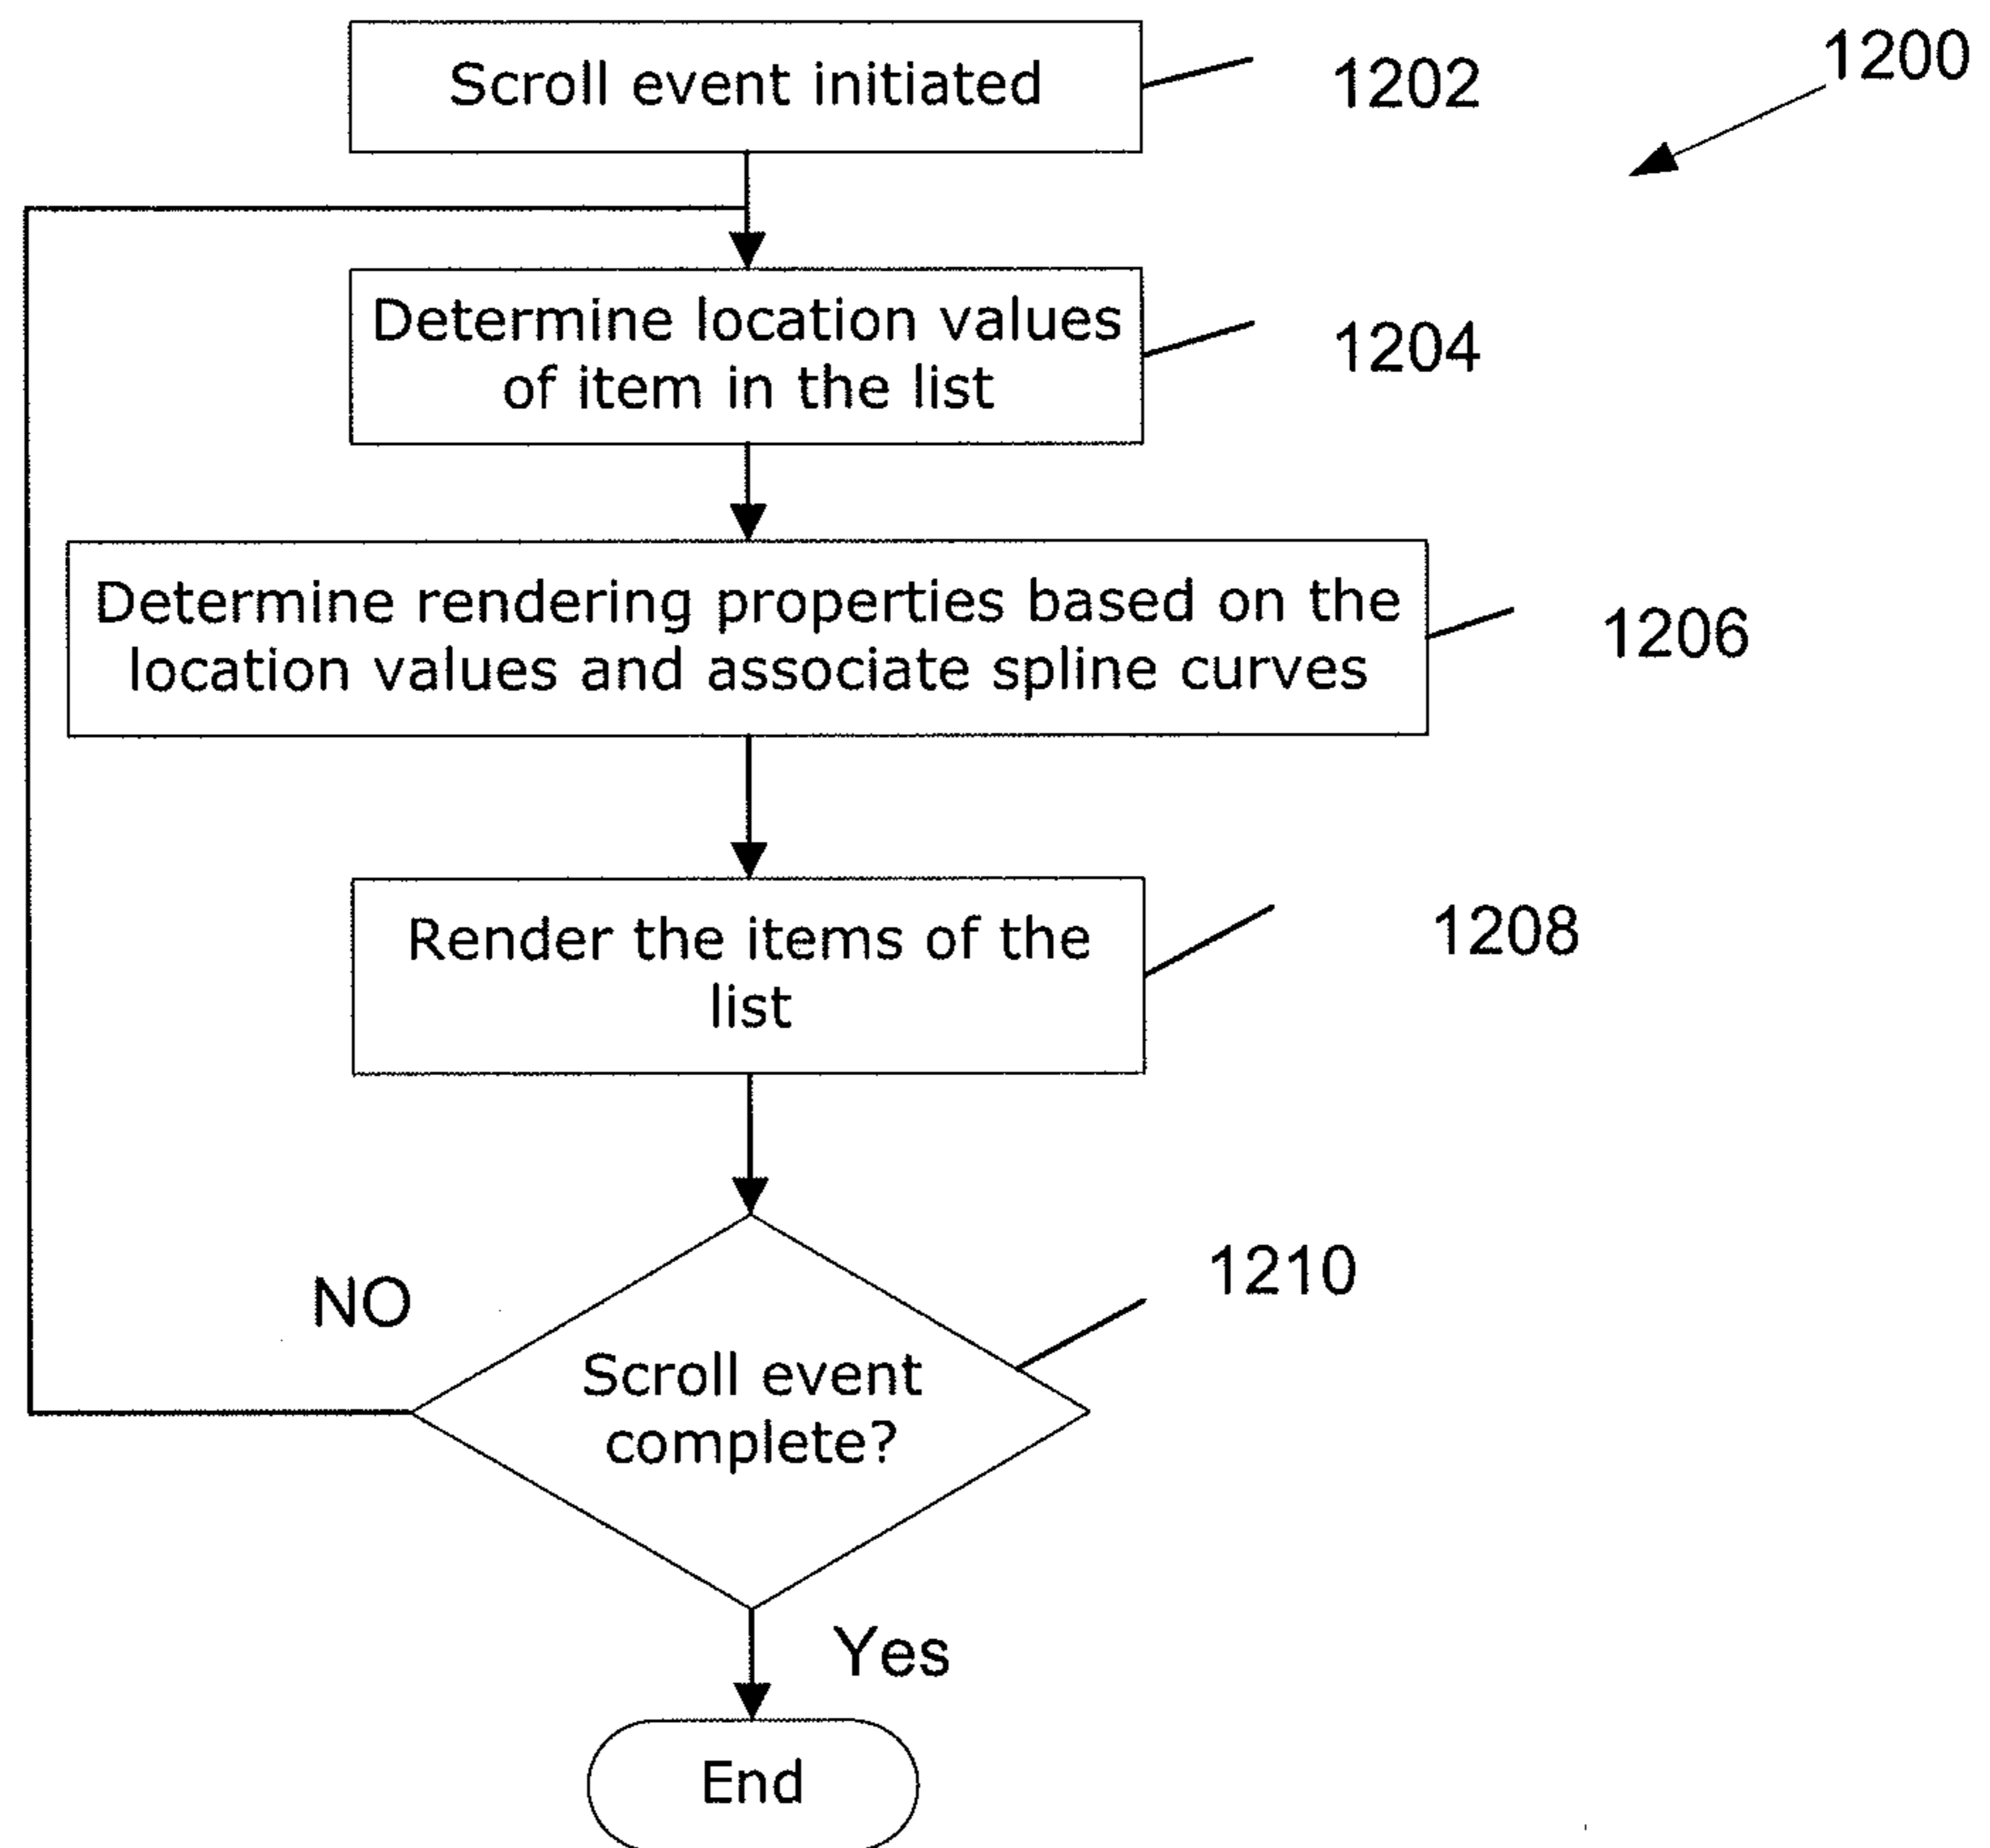 1200
Scroll event initiated
1202
Determine location values
of item in the list
1204
Determine rendering properties based on the
location values and associate spline curves
1206
Render the items of the
list
1208
1210
NO
Scroll event
complete?
Yes
End